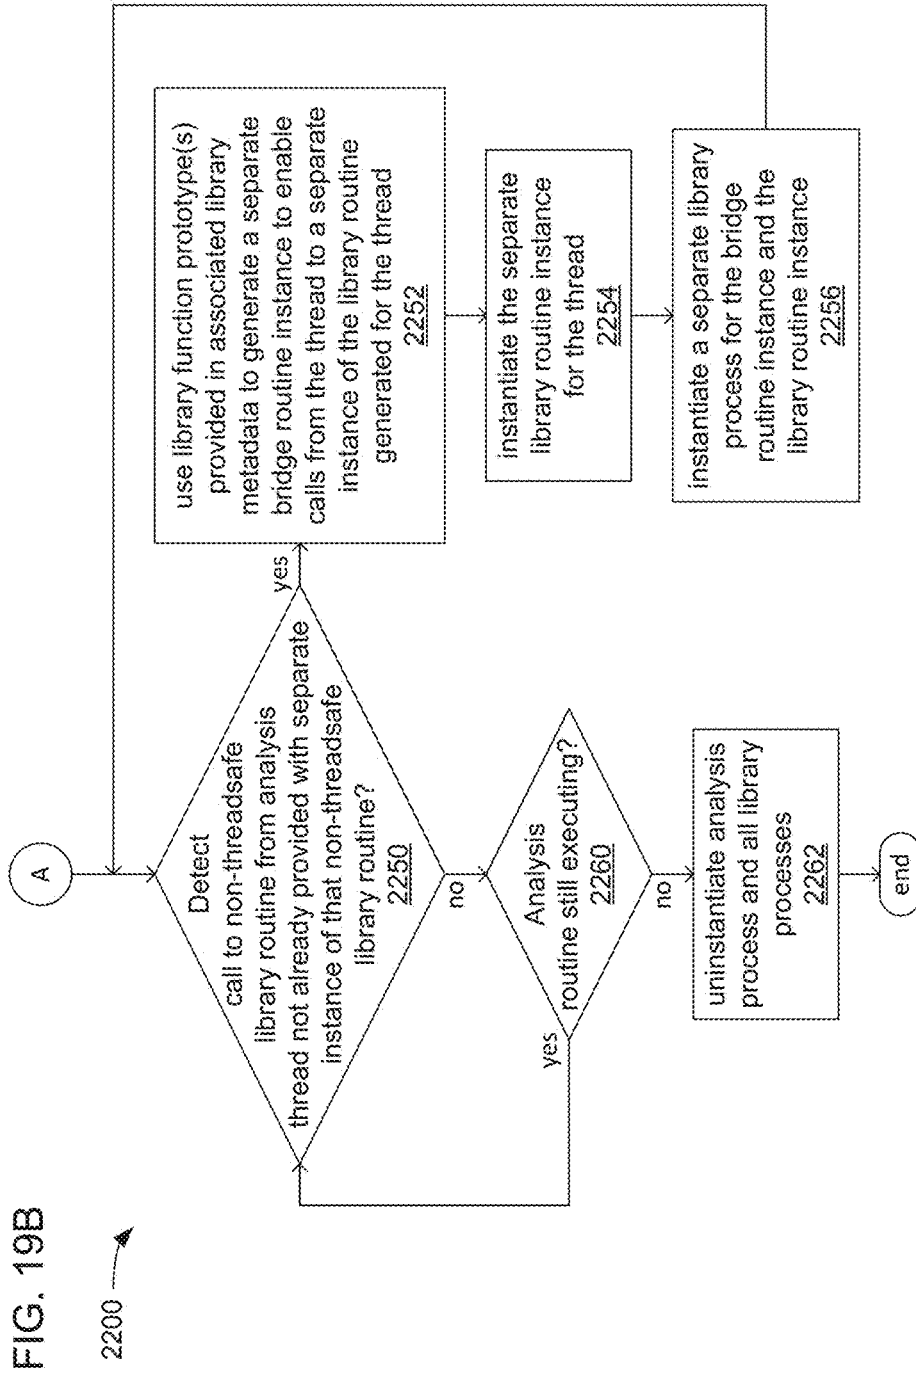 FIG. 19B
2200
A
Detect
call to non-threadsafe
library routine from analysis
thread not already provided with separate
instance of that non-threadsafe
library routine?
2250
yes
no
use library function prototype(s)
provided in associated library
metadata to generate a separate
bridge routine instance to enable
calls from the thread to a separate
instance of the library routine
generated for the thread
2252
instantiate the separate
library routine instance
for the thread
2254
instantiate a separate library
process for the bridge
routine instance and the
library routine instance
2256
Analysis
routine still executing?
2260
yes
no
uninstantiate analysis
process and all library
processes
2262
end